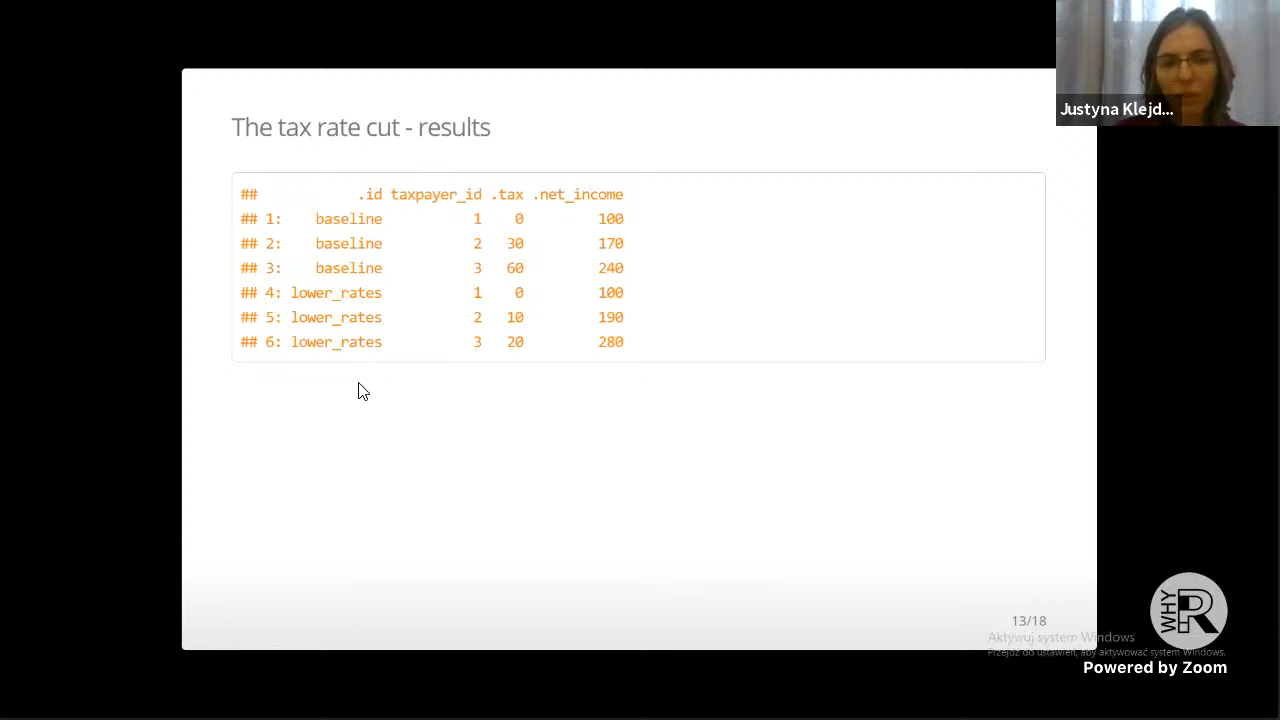 Justyna Klejd...
The tax rate cut - results
## .id taxpayer_id .tax .net_income
## 1: baseline 1 0 100
## 2: baseline 2 30 170
## 3: baseline 3 60 240
## 4: lower_rates 1 0 100
## 5: lower_rates 2 10 190
## 6: lower_rates 3 20 280
13/18
WHY R
Aktywuj system Windows
Przejdź do ustawień, aby aktywować system Windows.
Powered by Zoom